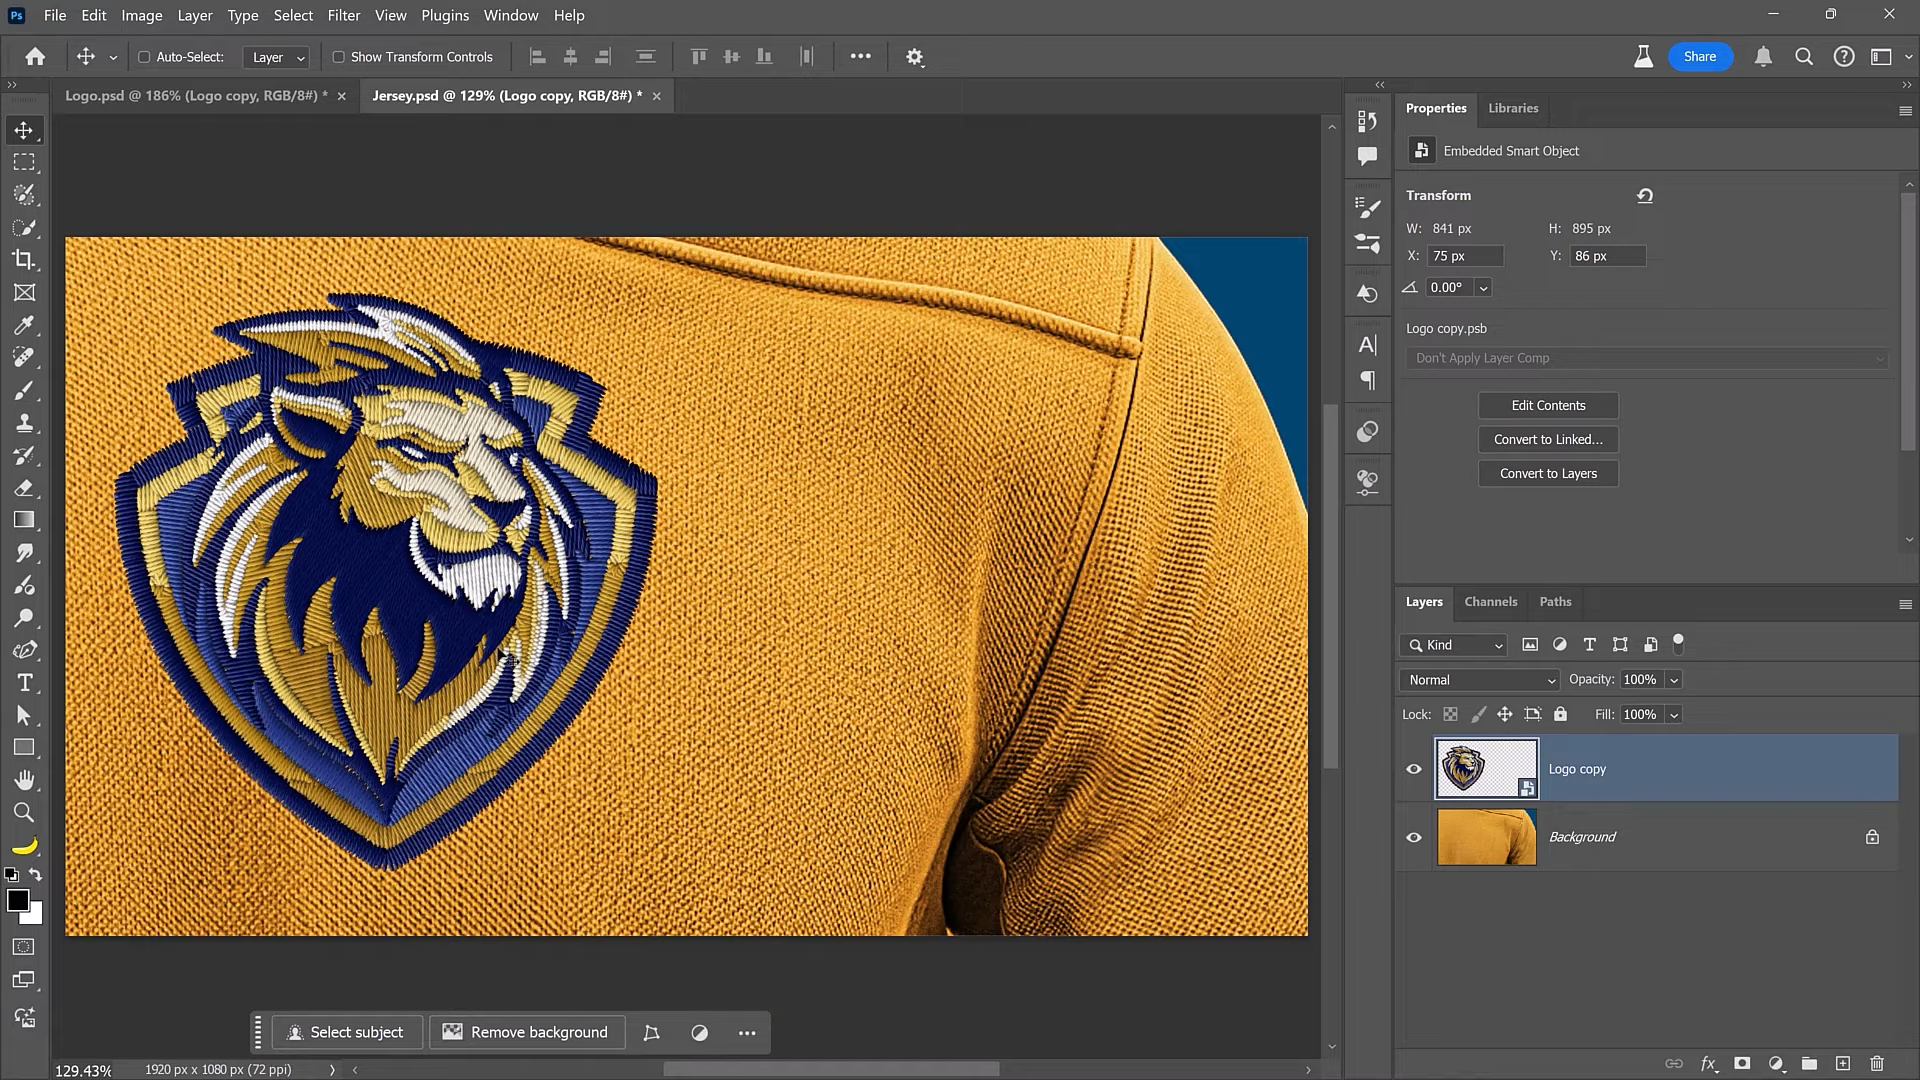 Ps File Edit Image Layer Type Select Filter View Plugins Window Help
Auto-Select: Layer Show Transform Controls Share
Logo.psd @ 186% (Logo copy, RGB/8#) * Jersey.psd @ 129% (Logo copy, RGB/8#) *
Properties Libraries
Embedded Smart Object
Transform
W: 841 px H: 895 px
X: 75 px Y: 86 px
0.00°
Logo copy.psb
Don't Apply Layer Comp
Edit Contents
Convert to Linked...
Convert to Layers
Layers Channels Paths
Kind
Normal Opacity: 100%
Lock: Fill: 100%
Logo copy
Background
Select subject Remove background
129.43% 1920 px x 1080 px (72 ppi)